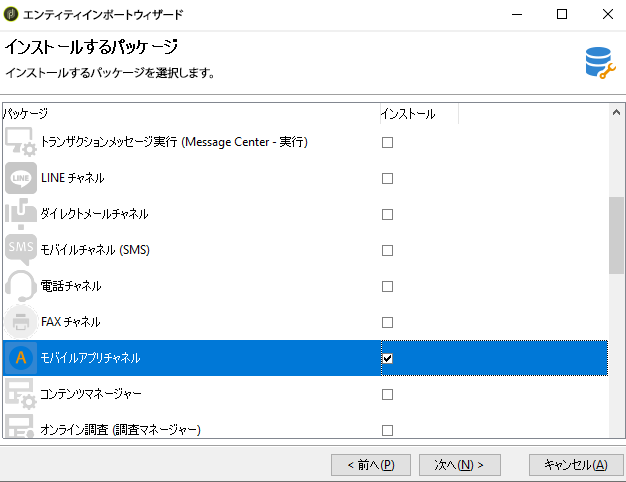 エンティティインポートウィザード
インストールするパッケージ
インストールするパッケージを選択します。
パッケージ インストール
トランザクションメッセージ実行 (Message Center - 実行)
LINE LINE チャネル
ダイレクトメールチャネル
SMS モバイルチャネル (SMS)
電話チャネル
FAX チャネル
A モバイルアプリチャネル
コンテンツマネージャー
オンライン調査 (調査マネージャー)
< 前へ(P) 次へ(N) > キャンセル(A)